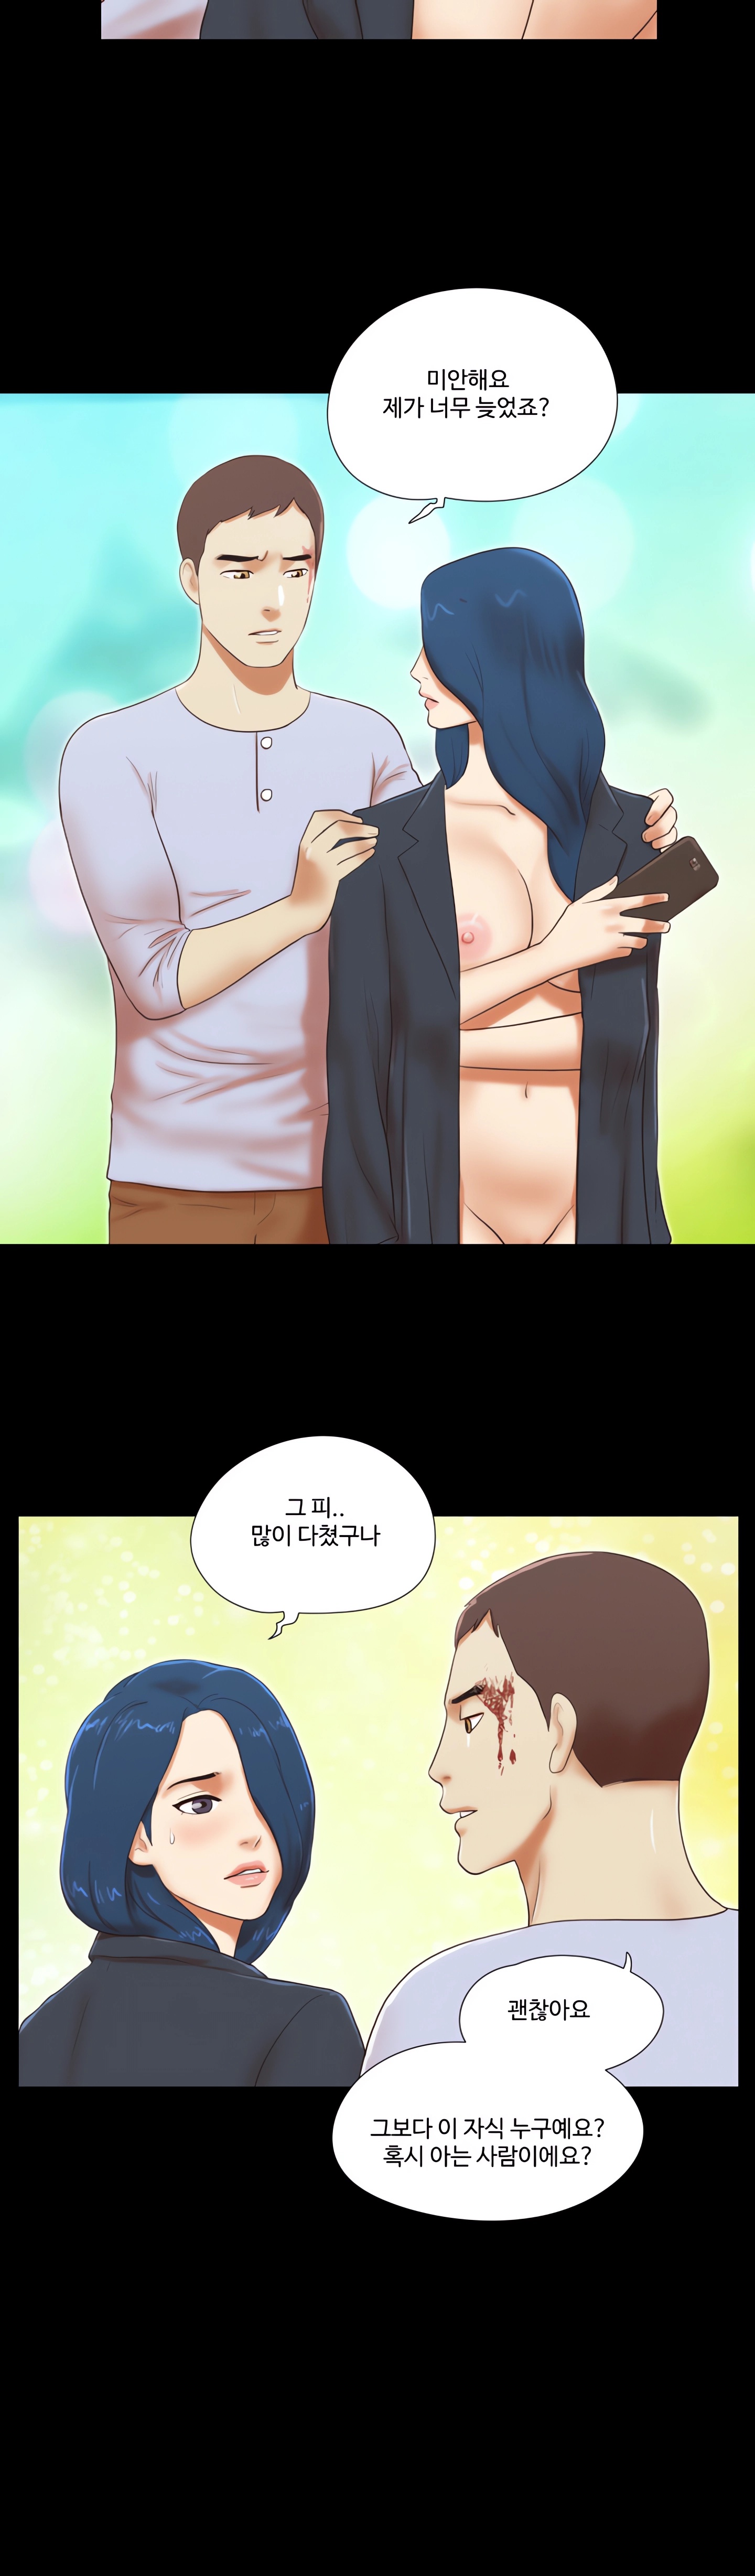 미안해요
제가 너무 늦었죠?
그 피..
많이 다쳤구나
괜찮아요
그보다 이 자식 누구예요?
혹시 아는 사람이에요?